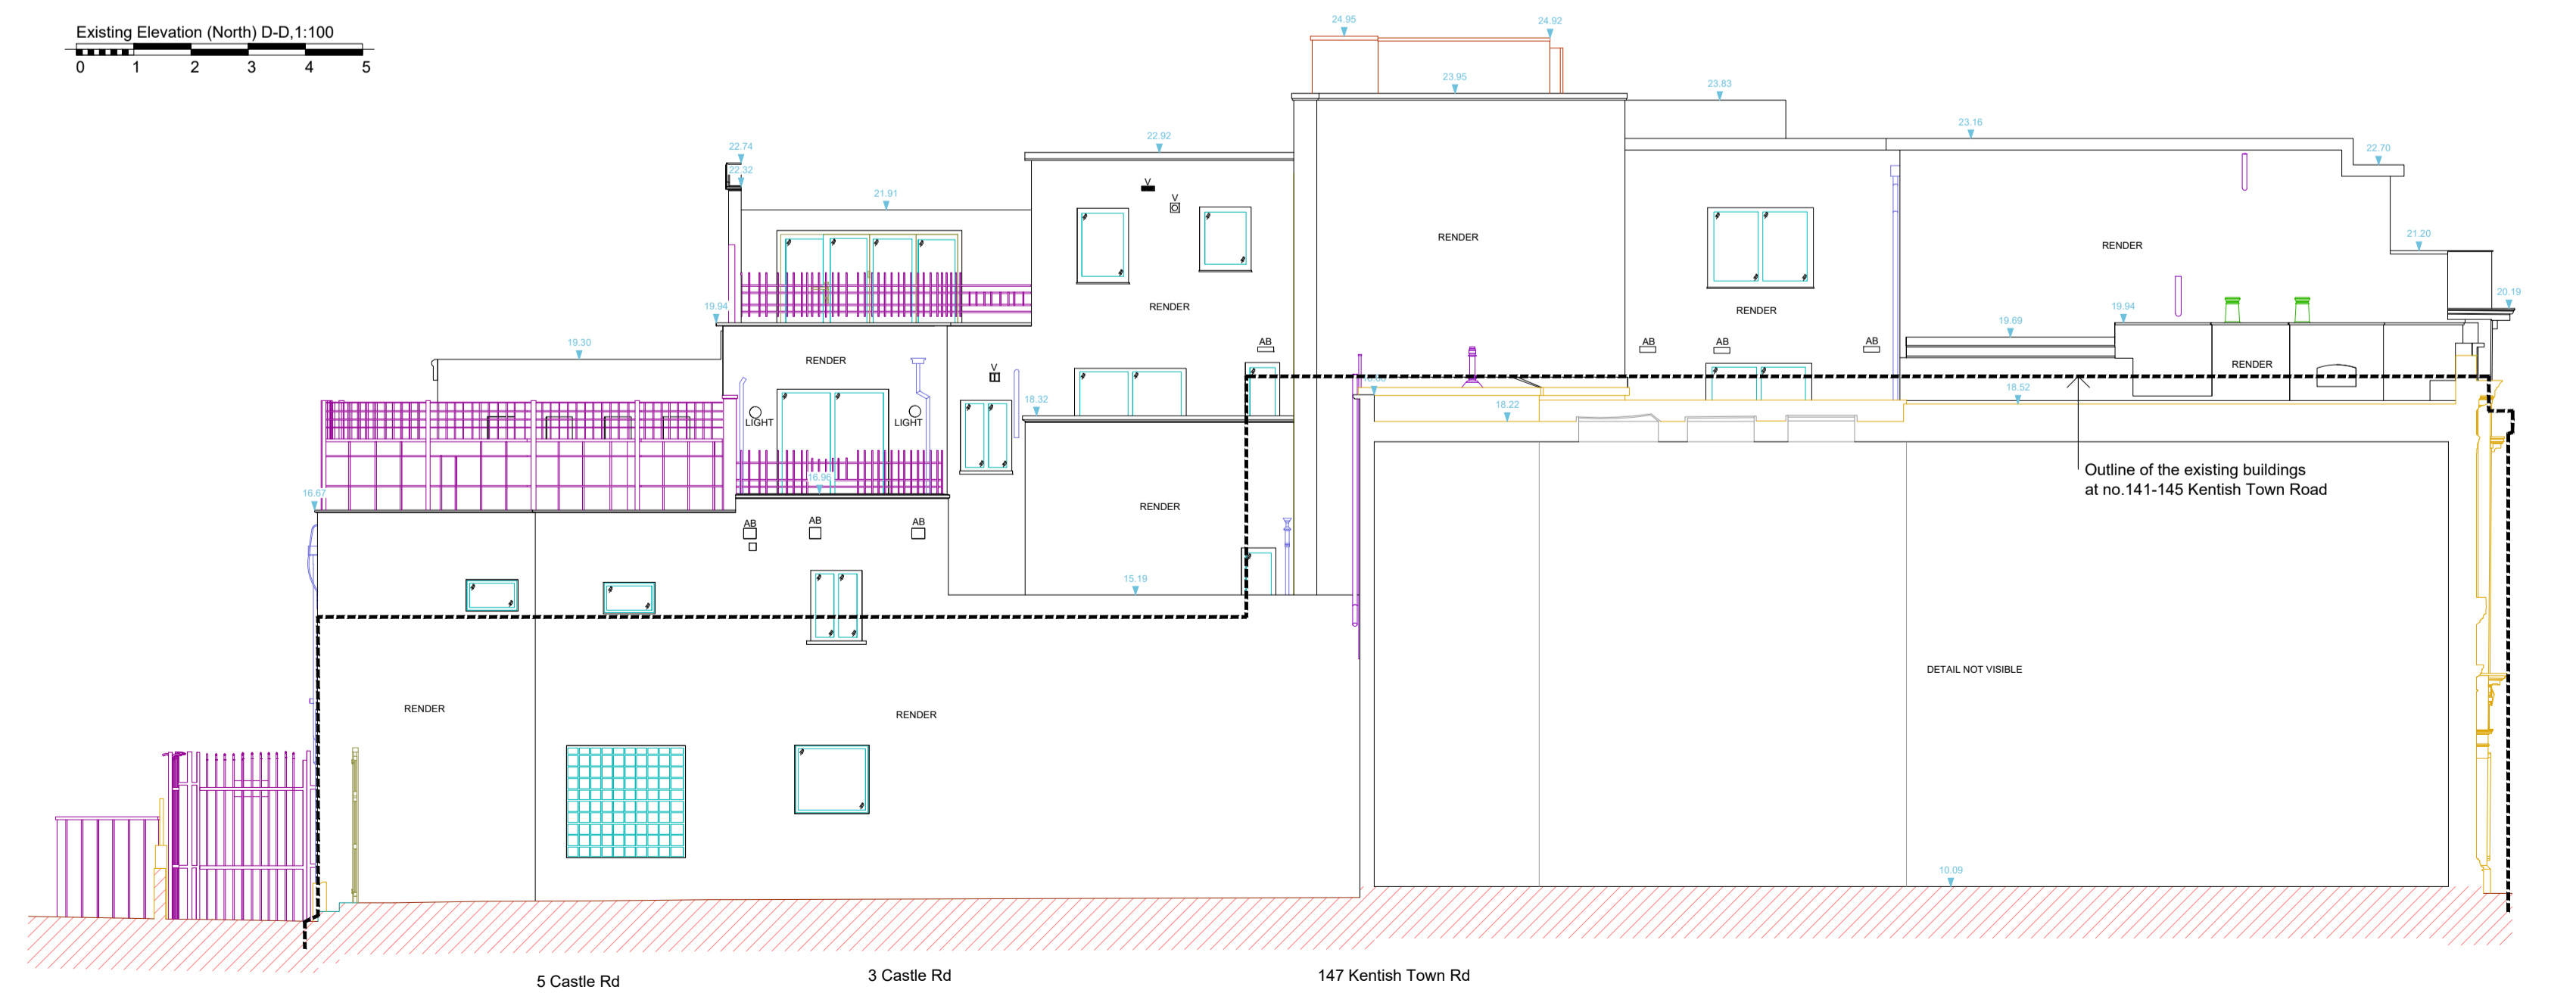 Existing Elevation (North) D-D,1:100
0 1 2 3 4 5
24.95
24.92
23.95
23.83
23.16
22.92
22.74
22.70
22.32
21.91
V
V
RENDER
RENDER
21.20
20.19
RENDER
RENDER
19.94
19.94
19.69
AB
AB
AB
AB
19.30
RENDER
RENDER
V
18.52
18.32
18.22
LIGHT
LIGHT
Outline of the existing buildings
at no.141-145 Kentish Town Road
16.96
16.67
RENDER
AB
AB
AB
15.19
DETAIL NOT VISIBLE
RENDER
RENDER
10.09
5 Castle Rd
3 Castle Rd
147 Kentish Town Rd